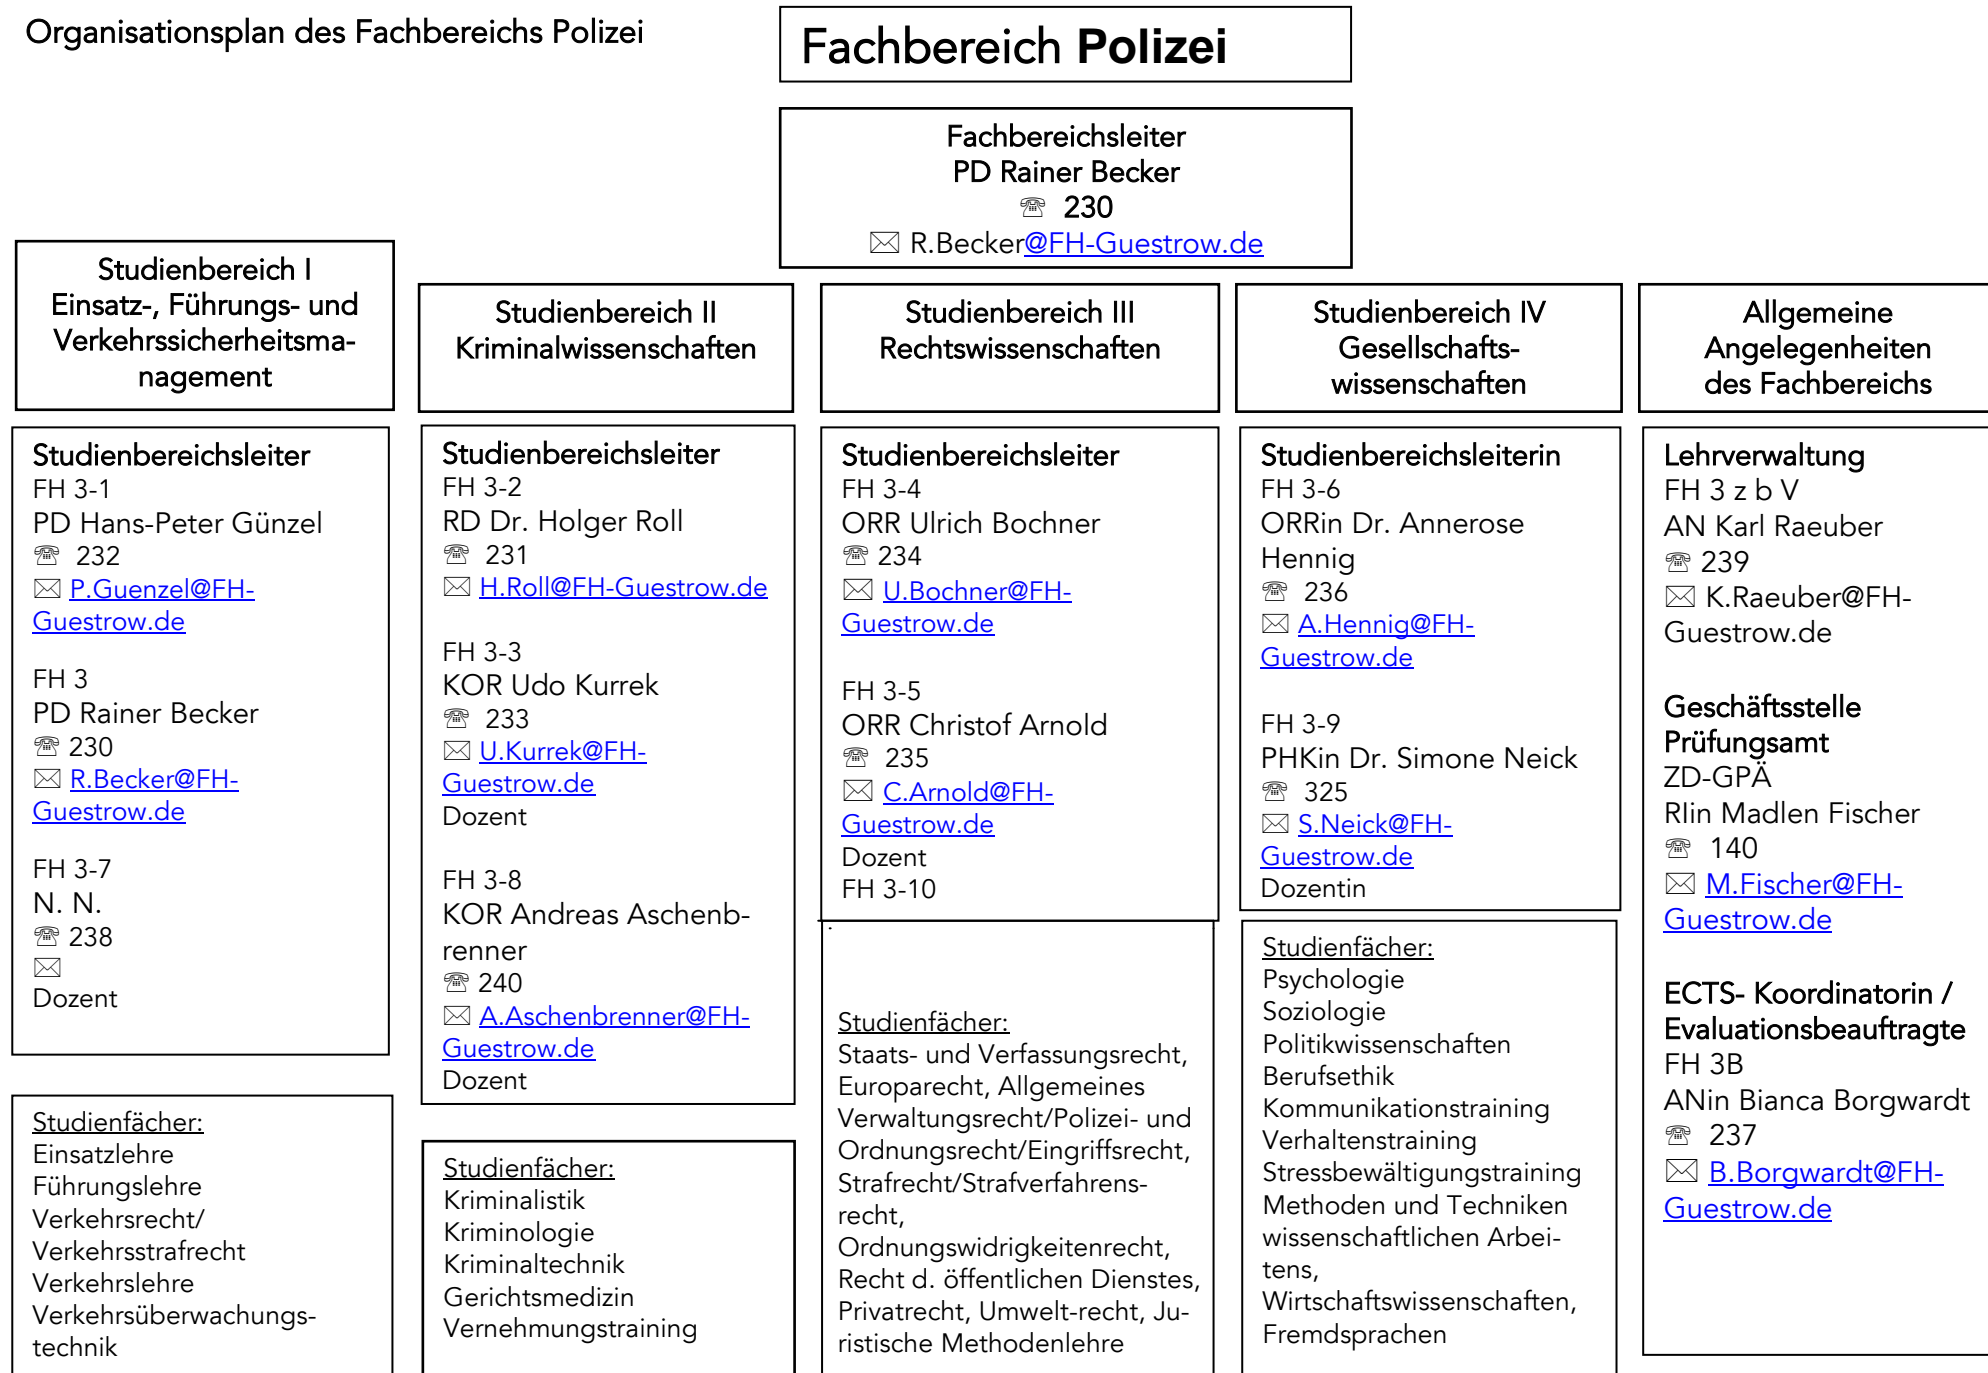 Organisationsplan des Fachbereichs Polizei
Fachbereich Polizei
Fachbereichsleiter
PD Rainer Becker
☏ 230
✉ R.Becker@FH-Guestrow.de
Studienbereich I
Einsatz-, Führungs- und
Verkehrssicherheitsma-
nagement
Studienbereichsleiter
FH 3-1
PD Hans-Peter Günzel
☏ 232
✉ P.Guenzel@FH-
Guestrow.de
FH 3
PD Rainer Becker
☏ 230
✉ R.Becker@FH-
Guestrow.de
FH 3-7
N. N.
☏ 238
✉
Dozent
Studienfächer:
Einsatzlehre
Führungslehre
Verkehrsrecht/
Verkehrsstrafrecht
Verkehrslehre
Verkehrsüberwachungs-
technik
Studienbereich II
Kriminalwissenschaften
Studienbereichsleiter
FH 3-2
RD Dr. Holger Roll
☏ 231
✉ H.Roll@FH-Guestrow.de
FH 3-3
KOR Udo Kurrek
☏ 233
✉ U.Kurrek@FH-
Guestrow.de
Dozent
FH 3-8
KOR Andreas Aschenb-
renner
☏ 240
✉ A.Aschenbrenner@FH-
Guestrow.de
Dozent
Studienfächer:
Kriminalistik
Kriminologie
Kriminaltechnik
Gerichtsmedizin
Vernehmungstraining
Studienbereich III
Rechtswissenschaften
Studienbereichsleiter
FH 3-4
ORR Ulrich Bochner
☏ 234
✉ U.Bochner@FH-
Guestrow.de
FH 3-5
ORR Christof Arnold
☏ 235
✉ C.Arnold@FH-
Guestrow.de
Dozent
FH 3-10
Studienfächer:
Staats- und Verfassungsrecht,
Europarecht, Allgemeines
Verwaltungsrecht/Polizei- und
Ordnungsrecht/Eingriffsrecht,
Strafrecht/Strafverfahrens-
recht,
Ordnungswidrigkeitenrecht,
Recht d. öffentlichen Dienstes,
Privatrecht, Umwelt-recht, Ju-
ristische Methodenlehre
Studienbereich IV
Gesellschafts-
wissenschaften
Studienbereichsleiterin
FH 3-6
ORRin Dr. Annerose
Hennig
☏ 236
✉ A.Hennig@FH-
Guestrow.de
FH 3-9
PHKin Dr. Simone Neick
☏ 325
✉ S.Neick@FH-
Guestrow.de
Dozentin
Studienfächer:
Psychologie
Soziologie
Politikwissenschaften
Berufsethik
Kommunikationstraining
Verhaltenstraining
Stressbewältigungstraining
Methoden und Techniken
wissenschaftlichen Arbei-
tens,
Wirtschaftswissenschaften,
Fremdsprachen
Allgemeine
Angelegenheiten
des Fachbereichs
Lehrverwaltung
FH 3 z b V
AN Karl Raeuber
☏ 239
✉ K.Raeuber@FH-
Guestrow.de
Geschäftsstelle
Prüfungsamt
ZD-GPÄ
RIin Madlen Fischer
☏ 140
✉ M.Fischer@FH-
Guestrow.de
ECTS- Koordinatorin /
Evaluationsbeauftragte
FH 3B
ANin Bianca Borgwardt
☏ 237
✉ B.Borgwardt@FH-
Guestrow.de